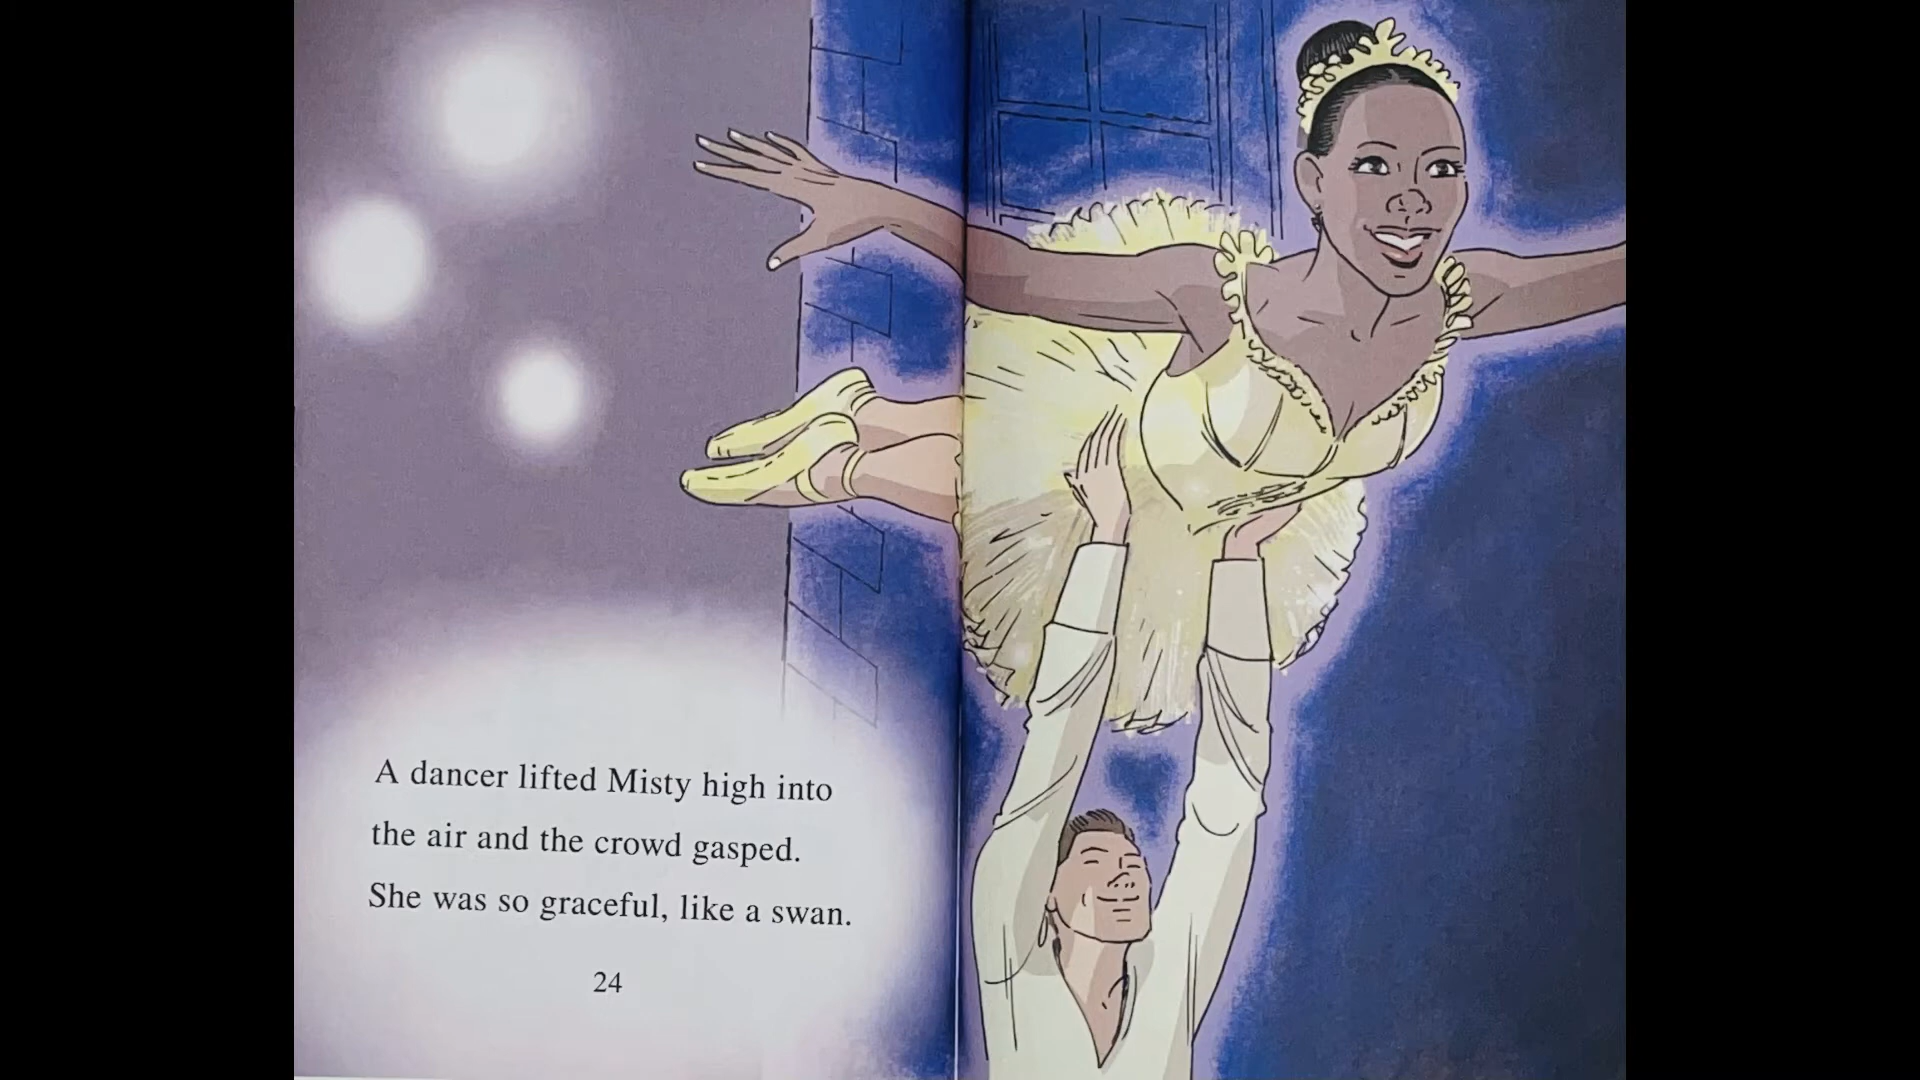 A dancer lifted Misty high into
the air and the crowd gasped.
She was so graceful, like a swan.
24